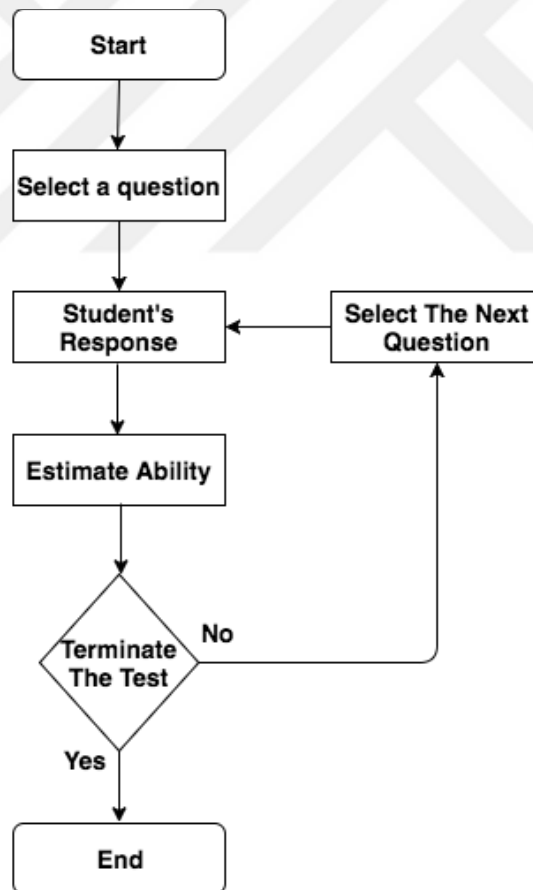 Start
Select a question
Student's
Response
Select The Next
Question
Estimate Ability
Terminate
The Test
No
Yes
End